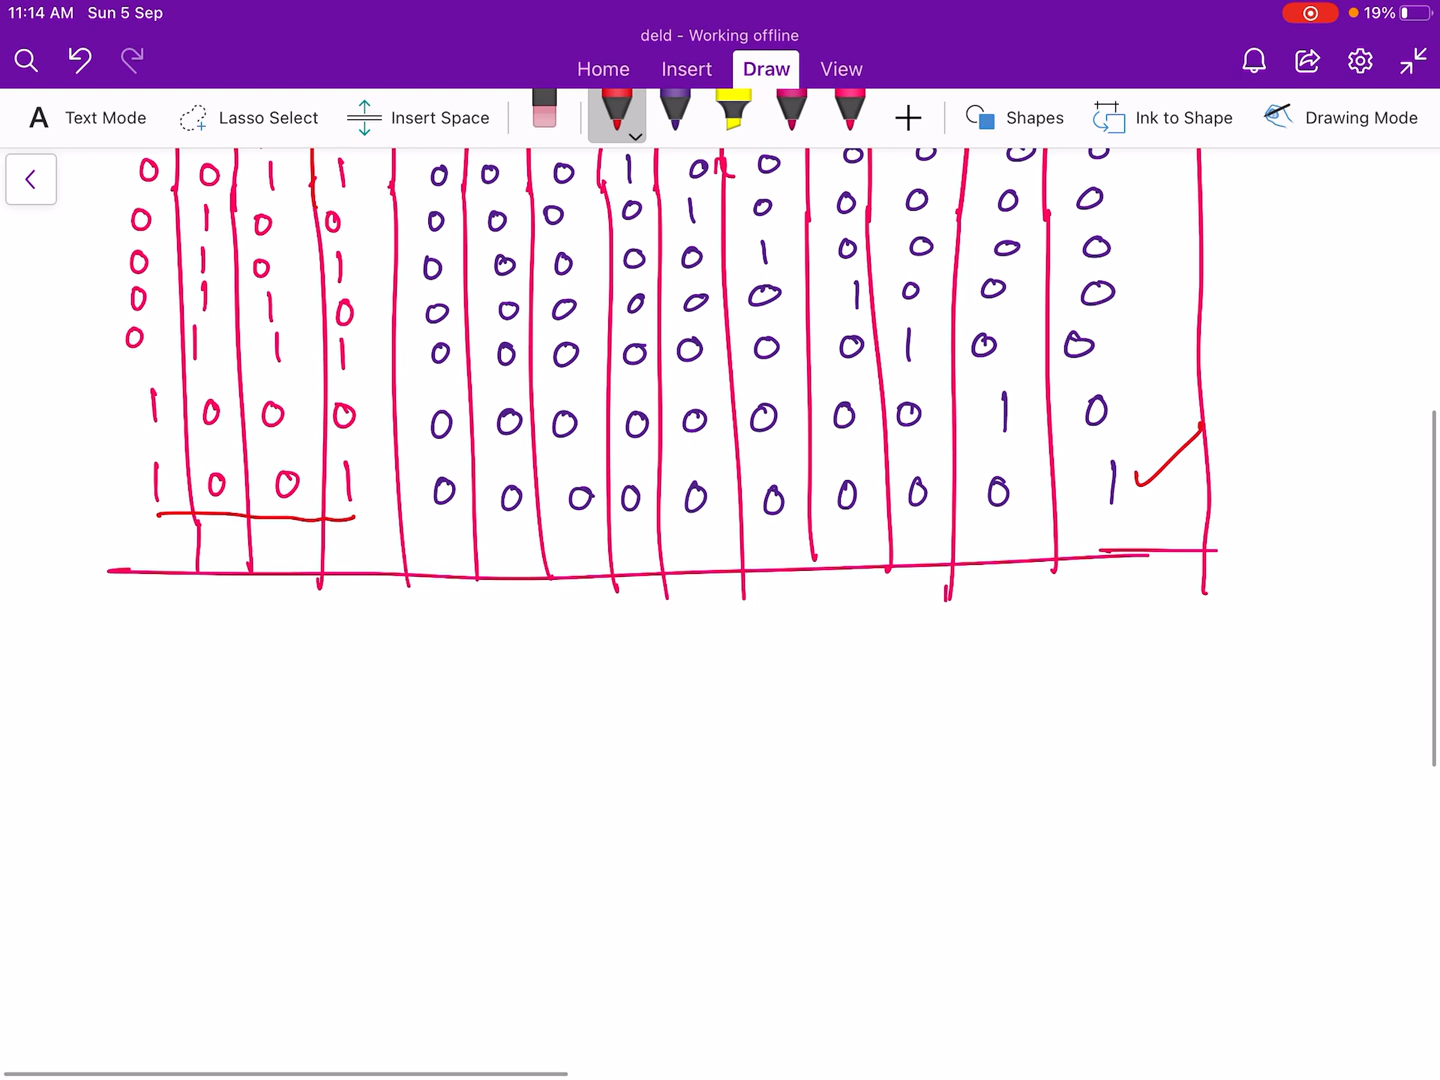 11:14 AM Sun 5 Sep 19%
deld - Working offline
Home Insert Draw View
A Text Mode Lasso Select Insert Space Shapes Ink to Shape Drawing Mode
0 0 0 0
0 0 1 1 0 0 0 1 0 0
0 1 0 0 0 0 0 0 1 0 0 0 0 0
0 1 0 1 0 0 0 0 0 1 0 0 0 0
0 1 1 0 0 0 0 0 0 0 1 0 0 0
0 1 1 1 0 0 0 0 0 0 0 1 0 0
1 0 0 0 0 0 0 0 0 0 0 0 1 0
1 0 0 1 0 0 0 0 0 0 0 0 0 1